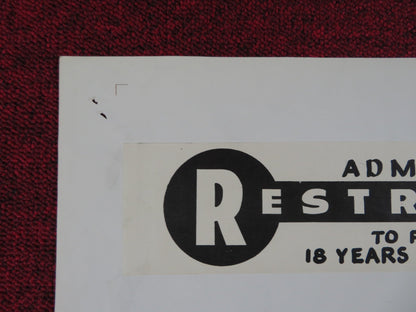 ADM
RESTR
TO
18 YEARS